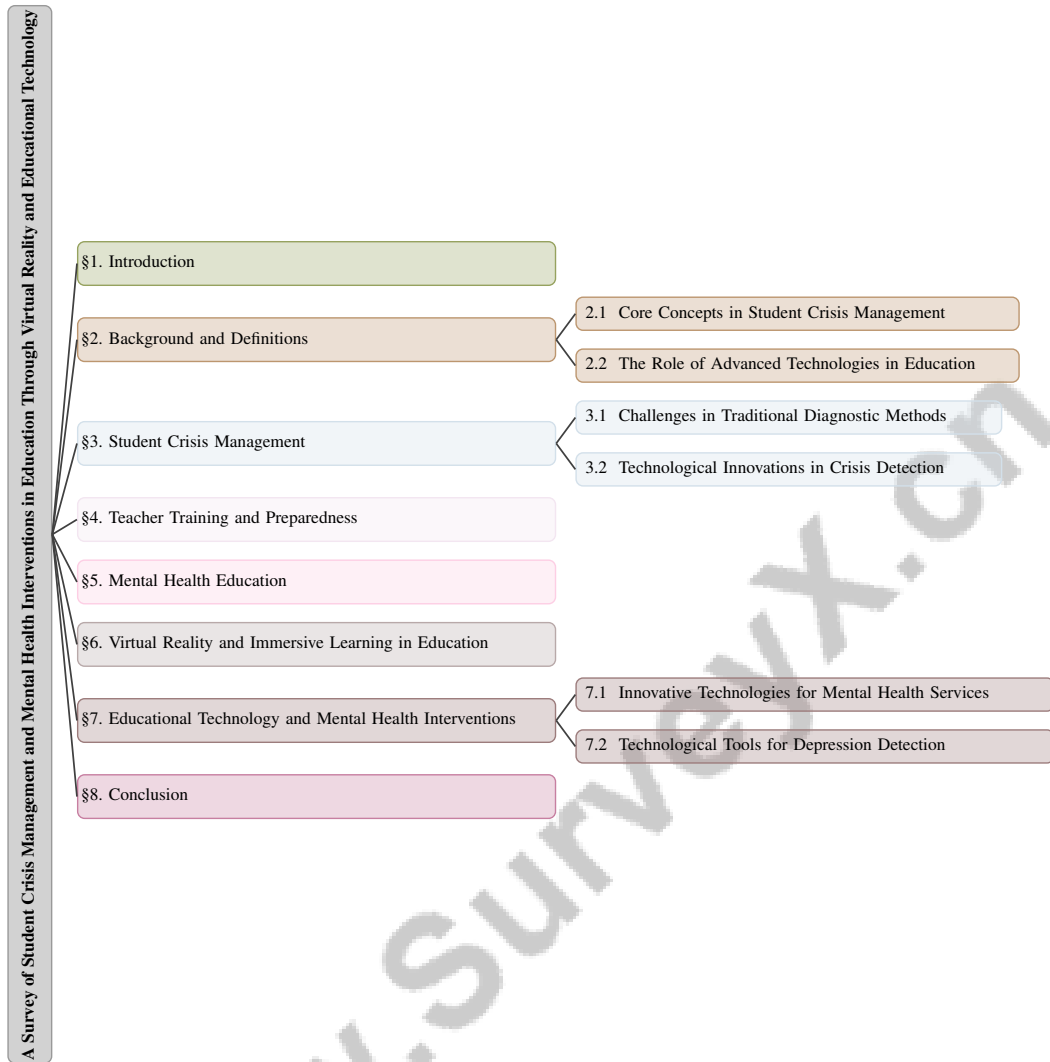 A Survey of Student Crisis Management and Mental Health Interventions in Education Through Virtual Reality and Educational Technology
§1. Introduction
§2. Background and Definitions
2.1 Core Concepts in Student Crisis Management
2.2 The Role of Advanced Technologies in Education
§3. Student Crisis Management
3.1 Challenges in Traditional Diagnostic Methods
3.2 Technological Innovations in Crisis Detection
§4. Teacher Training and Preparedness
§5. Mental Health Education
§6. Virtual Reality and Immersive Learning in Education
§7. Educational Technology and Mental Health Interventions
7.1 Innovative Technologies for Mental Health Services
7.2 Technological Tools for Depression Detection
§8. Conclusion
w.SurveyX.cn